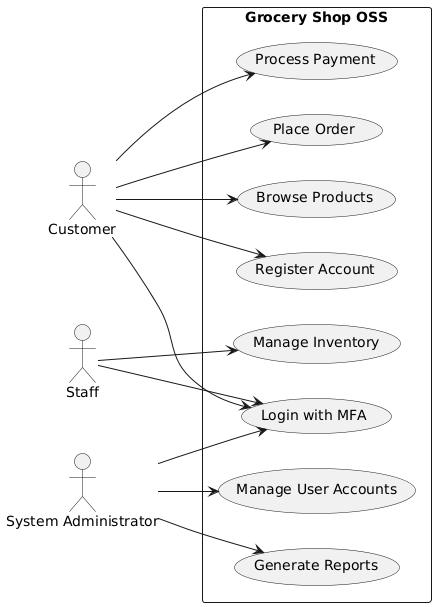 Grocery Shop OSS
Process Payment
Place Order
Browse Products
Customer
Register Account
Manage Inventory
Staff
Login with MFA
Manage User Accounts
System Administrator
Generate Reports